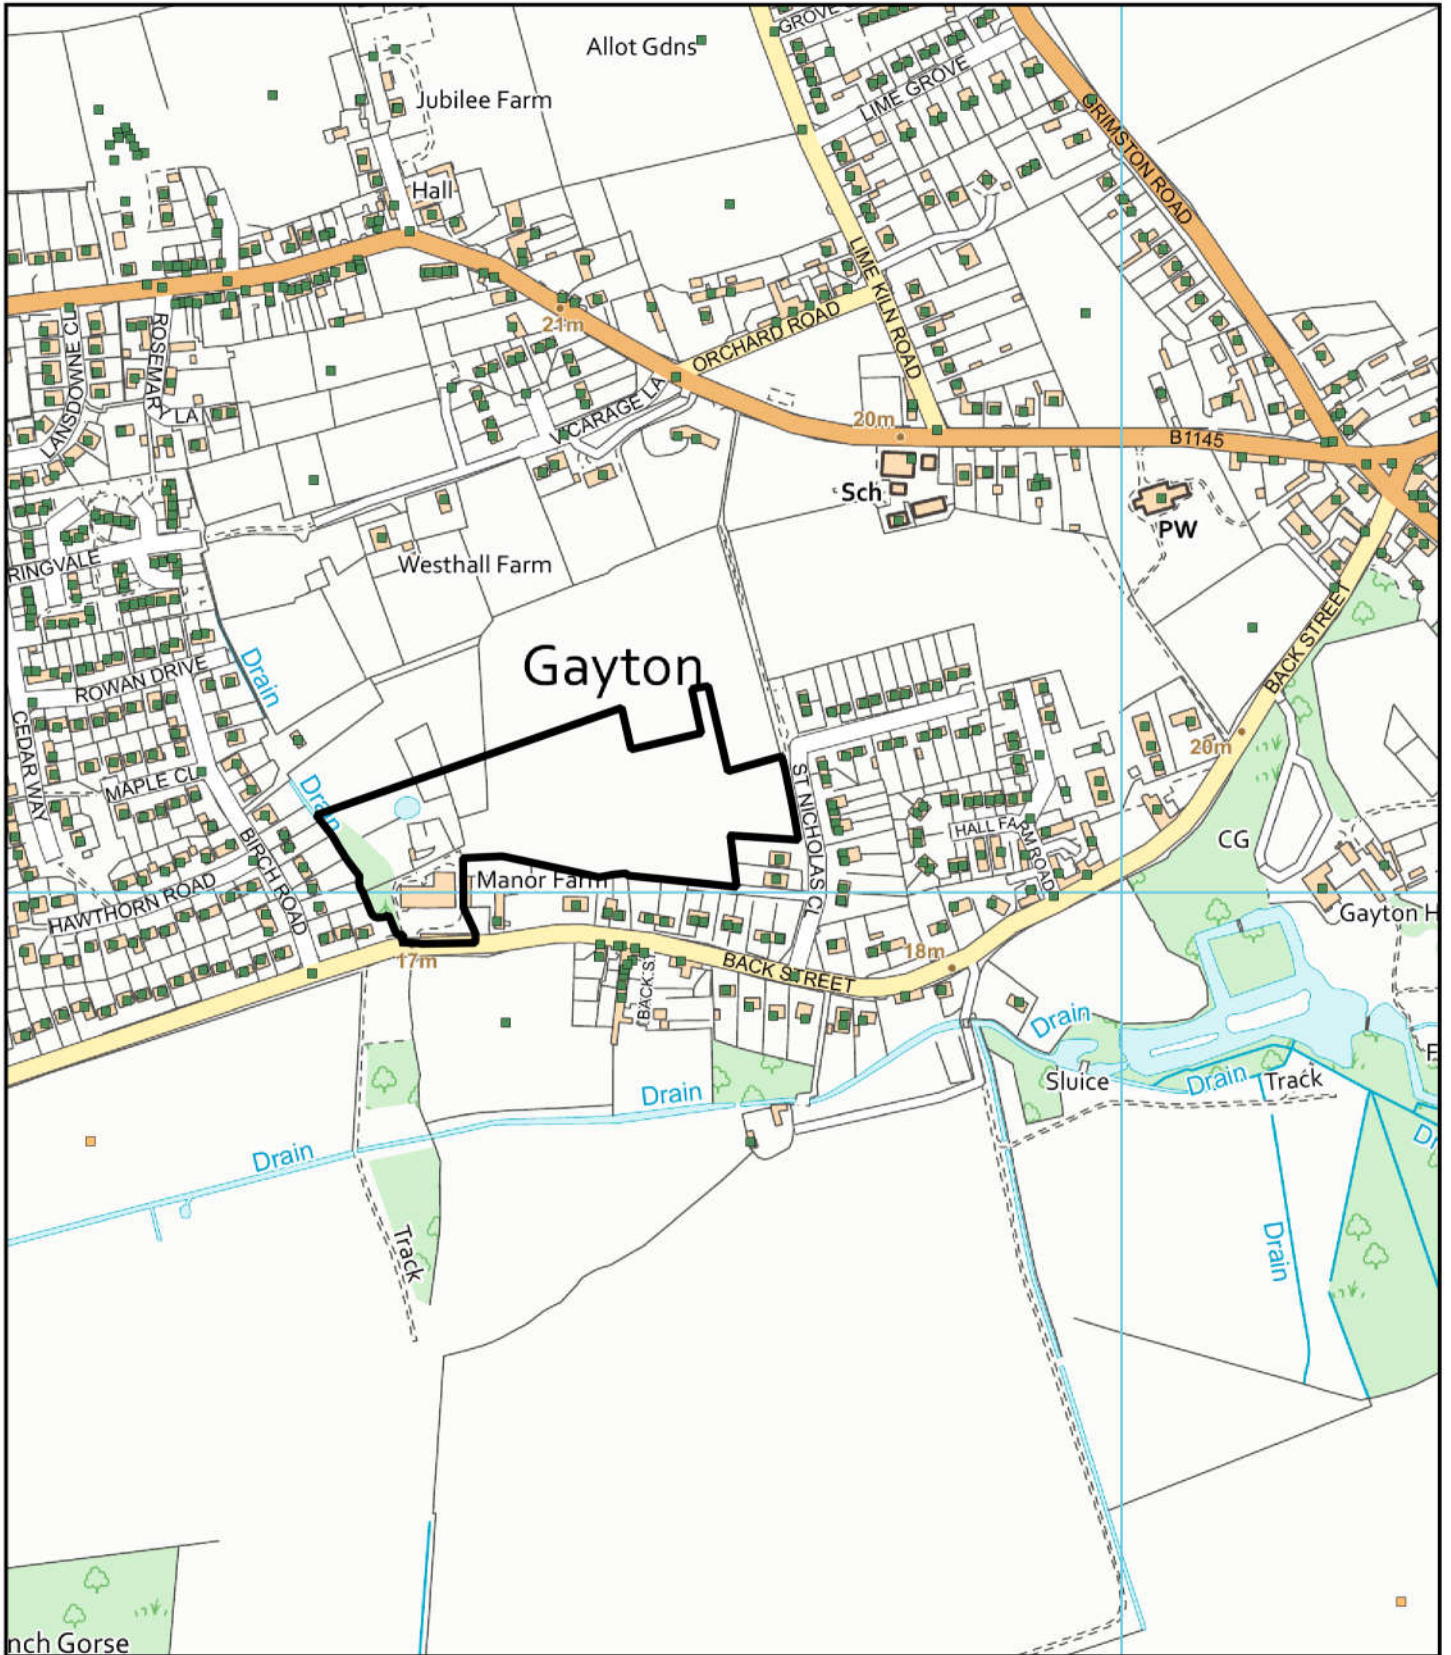 GROVE
Allot Gdns
LIME GROVE
Jubilee Farm
GRIMSTON ROAD
Hall
LIME KILN ROAD
21m
ORCHARD ROAD
LANSDOWNE C
ROSEMARY LA
VICARAGE LA
20m
B1145
Sch
PW
RINGVALE
Westhall Farm
BACK STREET
Drain
Gayton
ROWAN DRIVE
CEDAR WAY
20m
MAPLE CL
Drain
ST NICHOLAS CL
BIRCH ROAD
HALL FARM ROAD
CG
Manor Farm
HAWTHORN ROAD
Gayton H
17m
18m
BACK STREET
BACK ST
Drain
Sluice
Drain
Track
F
Drain
Dr
Drain
Track
Drain
nch Gorse